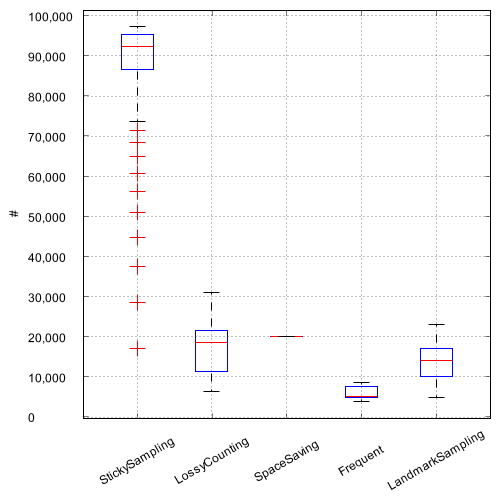 100,000
90,000
80,000
70,000
60,000
50,000
40,000
30,000
20,000
10,000
0
#
StickySampling
LossyCounting
SpaceSaving
Frequent
LandmarkSampling